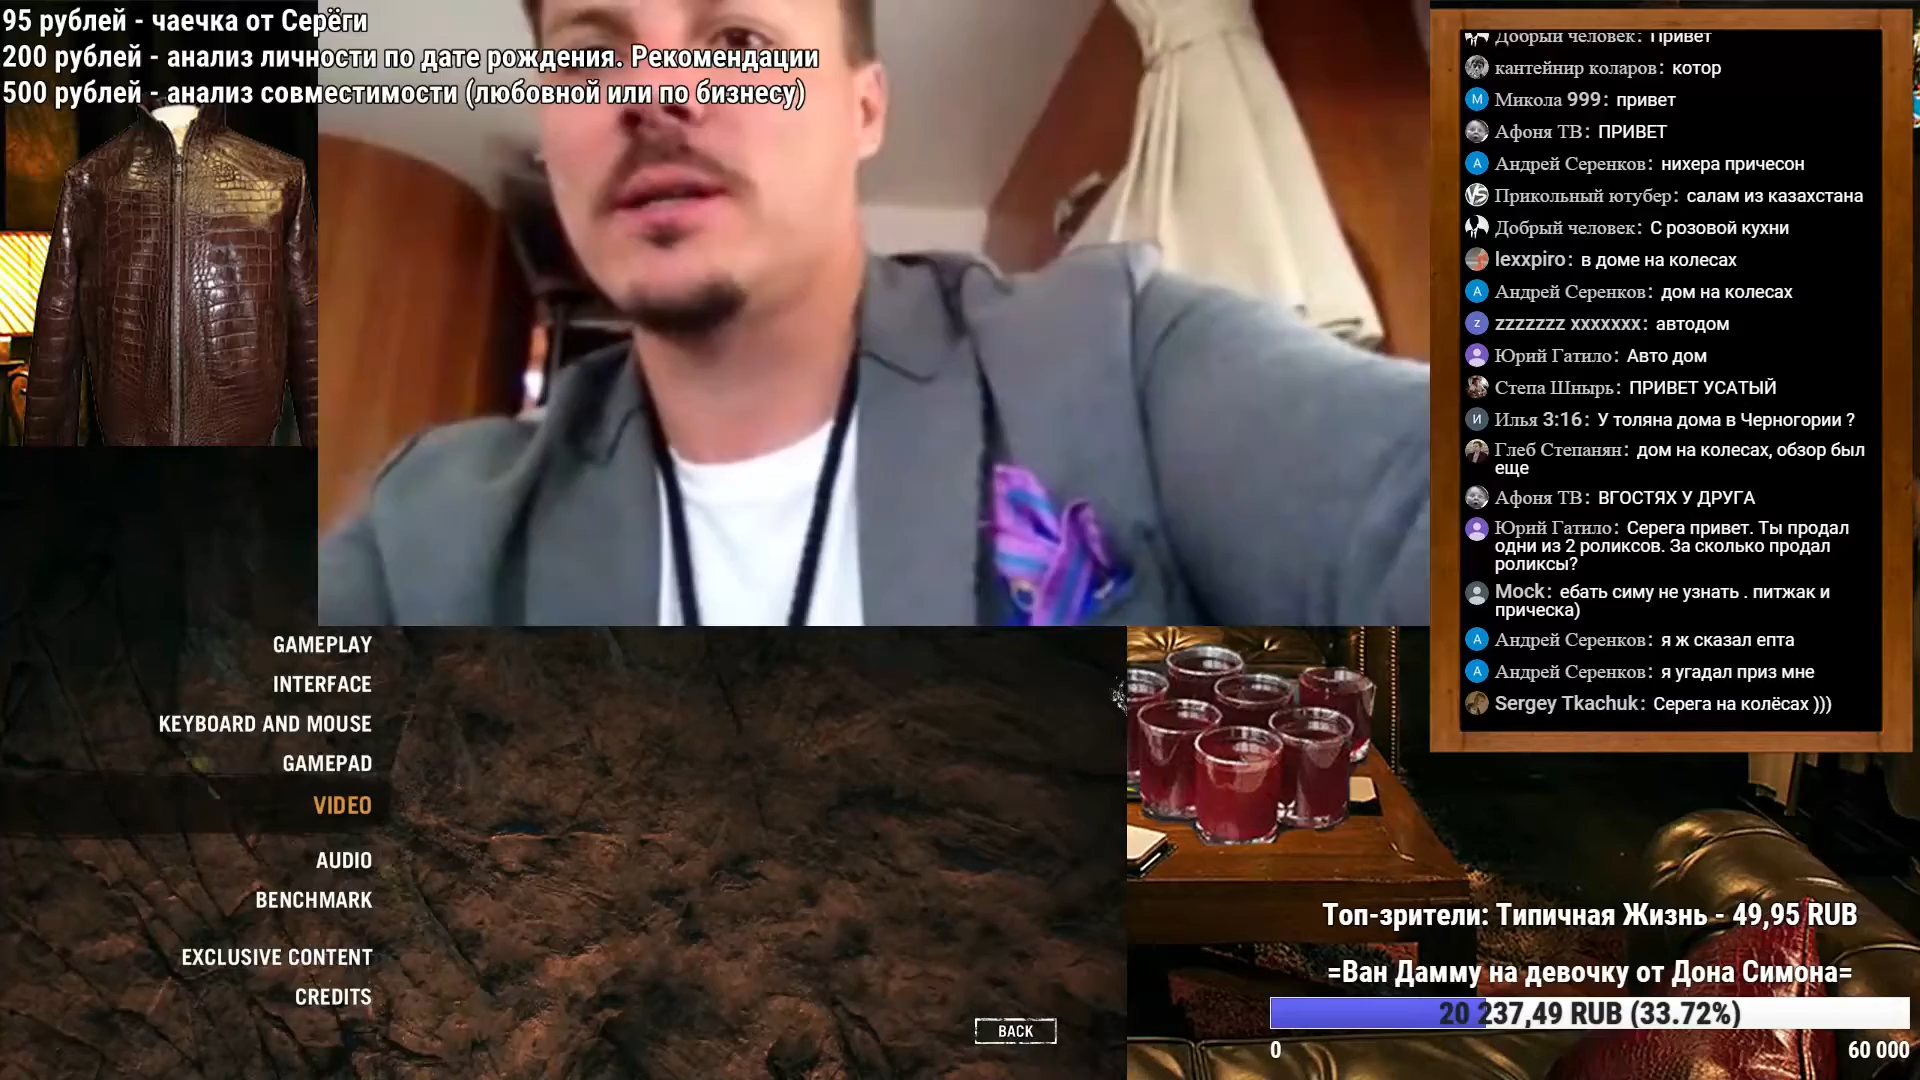 95 рублей - чаечка от Серёги
200 рублей - анализ личности по дате рождения. Рекомендации
500 рублей - анализ совместимости (любовной или по бизнесу)
Добрый человек: Привет
кантейнир коларов: котор
Микола 999: привет
Афоня ТВ: ПРИВЕТ
Андрей Серенков: нихера причесон
Прикольный ютубер: салам из казахстана
Добрый человек: С розовой кухни
lexxpiro: в доме на колесах
Андрей Серенков: дом на колесах
zzzzzzz xxxxxxx: автодом
Юрий Гатило: Авто дом
Степа Шнырь: ПРИВЕТ УСАТЫЙ
Илья 3:16: У толяна дома в Черногории ?
Глеб Степанян: дом на колесах, обзор был
еще
Афоня ТВ: ВГОСТЯХ У ДРУГА
Юрий Гатило: Серега привет. Ты продал
одни из 2 роликсов. За сколько продал
роликсы?
Mock: ебать симу не узнать . питжак и
прическа)
Андрей Серенков: я ж сказал епта
Андрей Серенков: я угадал приз мне
Sergey Tkachuk: Серега на колёсах )))
GAMEPLAY
INTERFACE
KEYBOARD AND MOUSE
GAMEPAD
VIDEO
AUDIO
BENCHMARK
EXCLUSIVE CONTENT
CREDITS
BACK
Топ-зрители: Типичная Жизнь - 49,95 RUB
=Ван Дамму на девочку от Дона Симона=
20 237,49 RUB (33.72%)
0
60 000